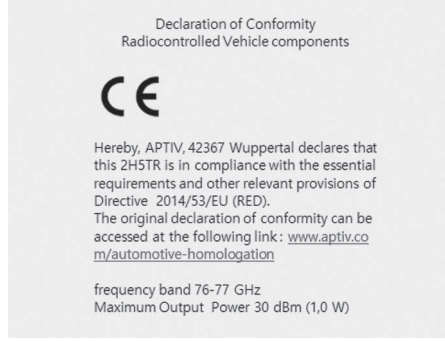 Declaration of Conformity
Radiocontrolled Vehicle components
CE
Hereby, APTIV, 42367 Wuppertal declares that
this 2H5TR is in compliance with the essential
requirements and other relevant provisions of
Directive 2014/53/EU (RED).
The original declaration of conformity can be
accessed at the following link: www.aptiv.co
m/automotive-homologation
frequency band 76-77 GHz
Maximum Output Power 30 dBm (1,0 W)